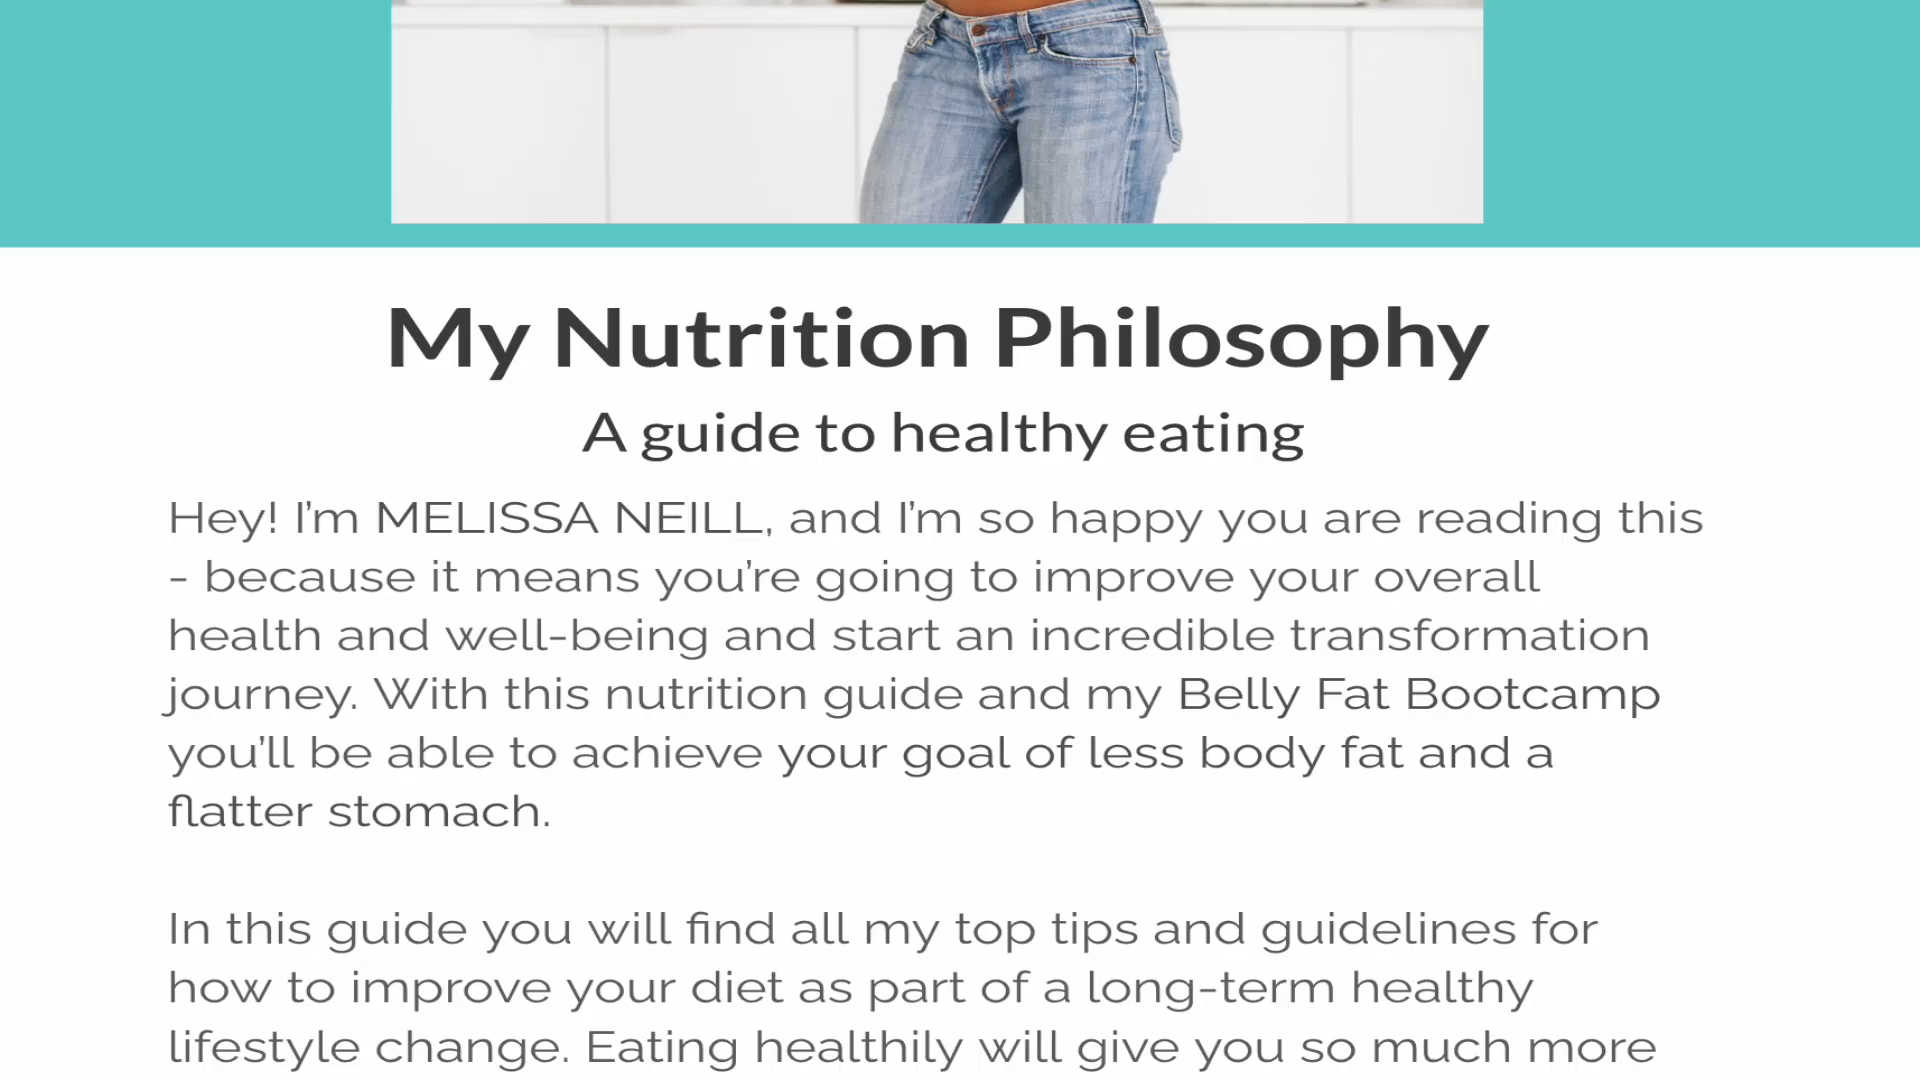 My Nutrition Philosophy
A guide to healthy eating
Hey! I’m MELISSA NEILL, and I’m so happy you are reading this
- because it means you’re going to improve your overall
health and well-being and start an incredible transformation
journey. With this nutrition guide and my Belly Fat Bootcamp
you’ll be able to achieve your goal of less body fat and a
flatter stomach.
In this guide you will find all my top tips and guidelines for
how to improve your diet as part of a long-term healthy
lifestyle change. Eating healthily will give you so much more